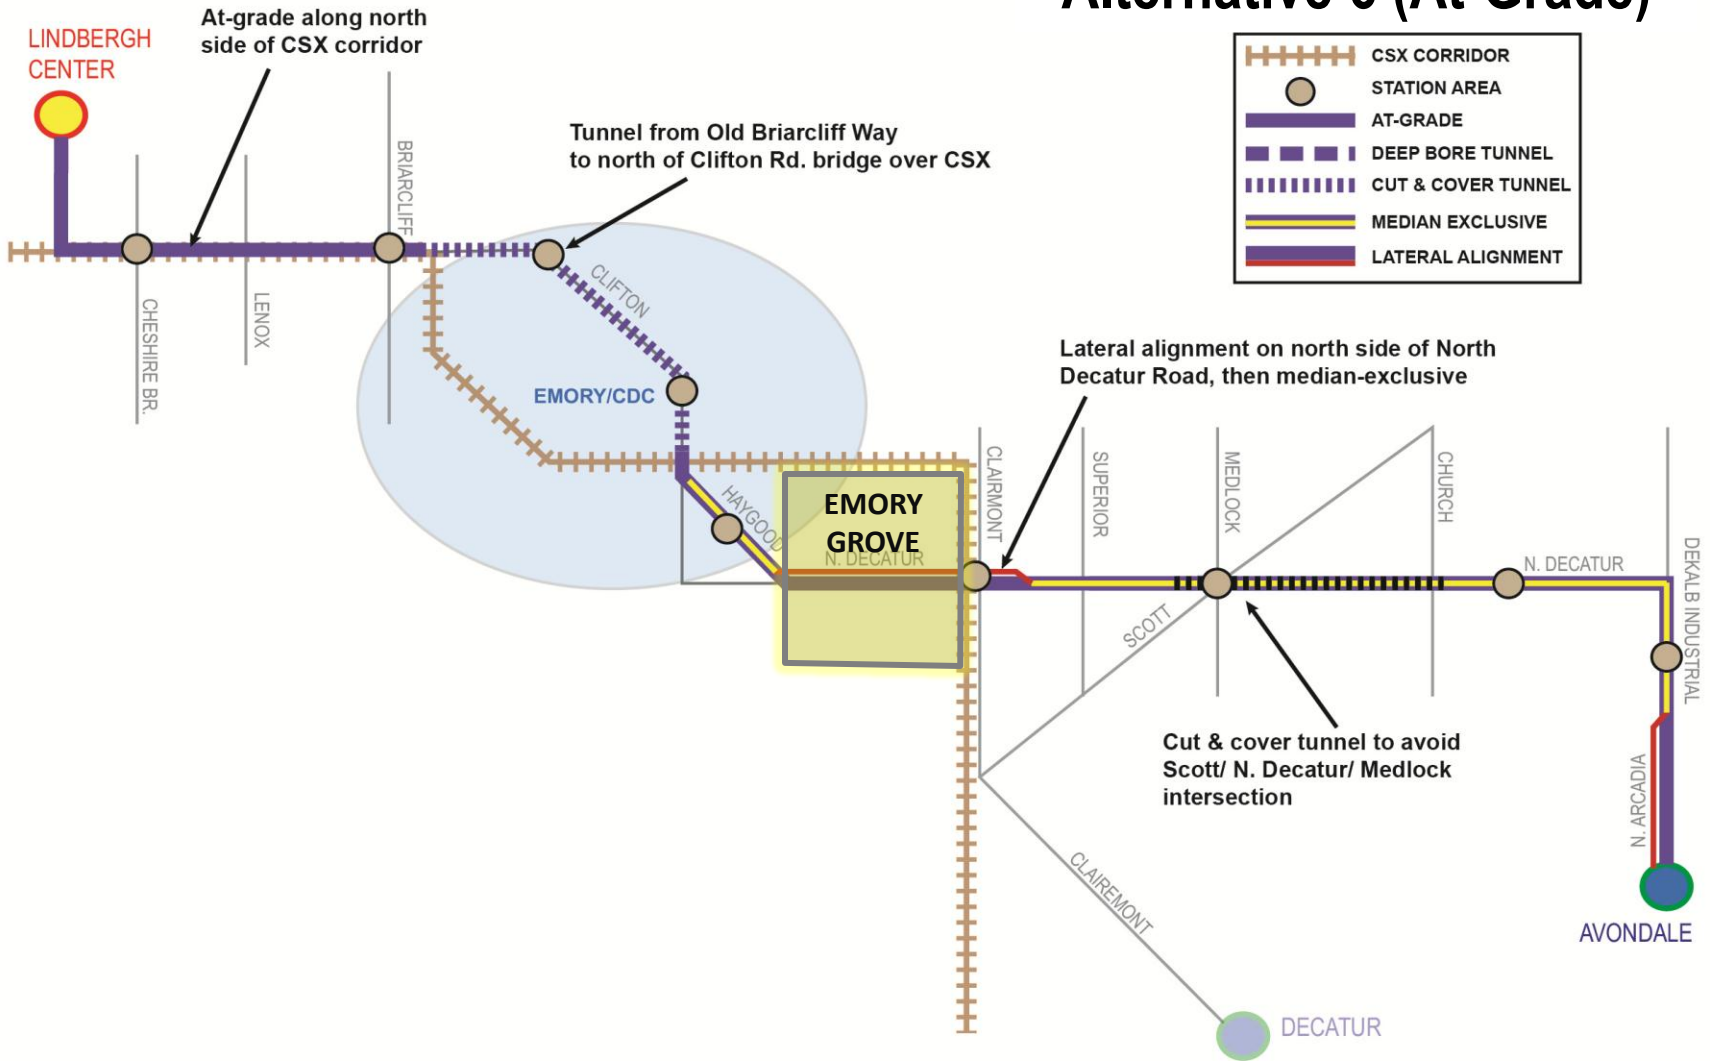 Alternative 3 (At-Grade)
CSX CORRIDOR
STATION AREA
AT-GRADE
DEEP BORE TUNNEL
CUT & COVER TUNNEL
MEDIAN EXCLUSIVE
LATERAL ALIGNMENT
At-grade along north
side of CSX corridor
LINDBERGH
CENTER
Tunnel from Old Briarcliff Way
to north of Clifton Rd. bridge over CSX
BRIARCLIFF
CHESHIRE BR.
LENOX
CLIFTON
EMORY/CDC
Lateral alignment on north side of North
Decatur Road, then median-exclusive
HAYGOOD
EMORY
GROVE
N. DECATUR
CLAIRMONT
SUPERIOR
MEDLOCK
CHURCH
N. DECATUR
DEKALB INDUSTRIAL
SCOTT
Cut & cover tunnel to avoid
Scott/ N. Decatur/ Medlock
intersection
N. ARCADIA
CLAIREMONT
AVONDALE
DECATUR